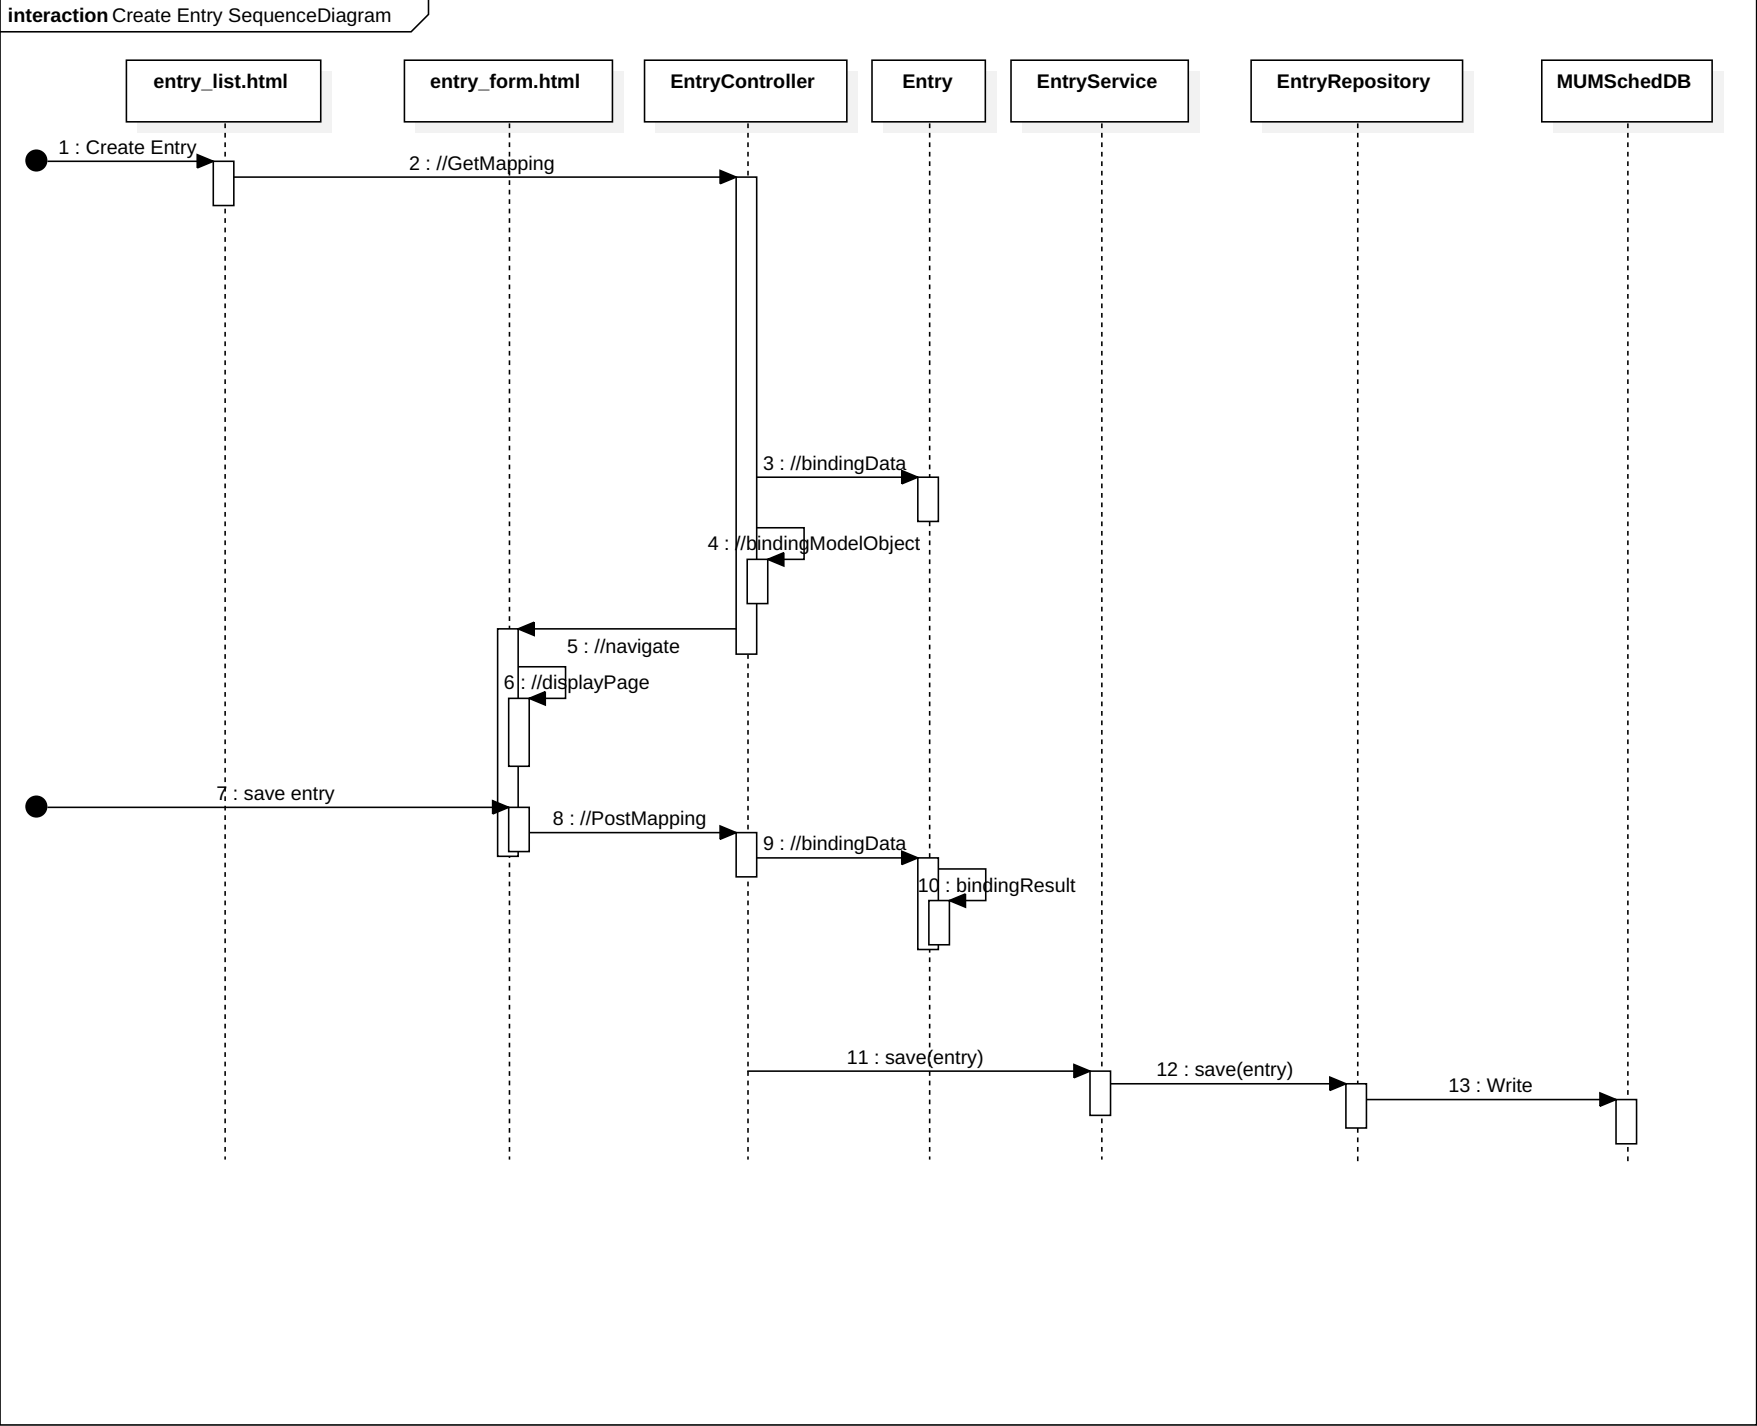 interaction Create Entry SequenceDiagram
entry_list.html
entry_form.html
EntryController
Entry
EntryService
EntryRepository
MUMSchedDB
1 : Create Entry
2 : //GetMapping
3 : //bindingData
4 : //bindingModelObject
5 : //navigate
6 : //displayPage
7 : save entry
8 : //PostMapping
9 : //bindingData
10 : bindingResult
11 : save(entry)
12 : save(entry)
13 : Write